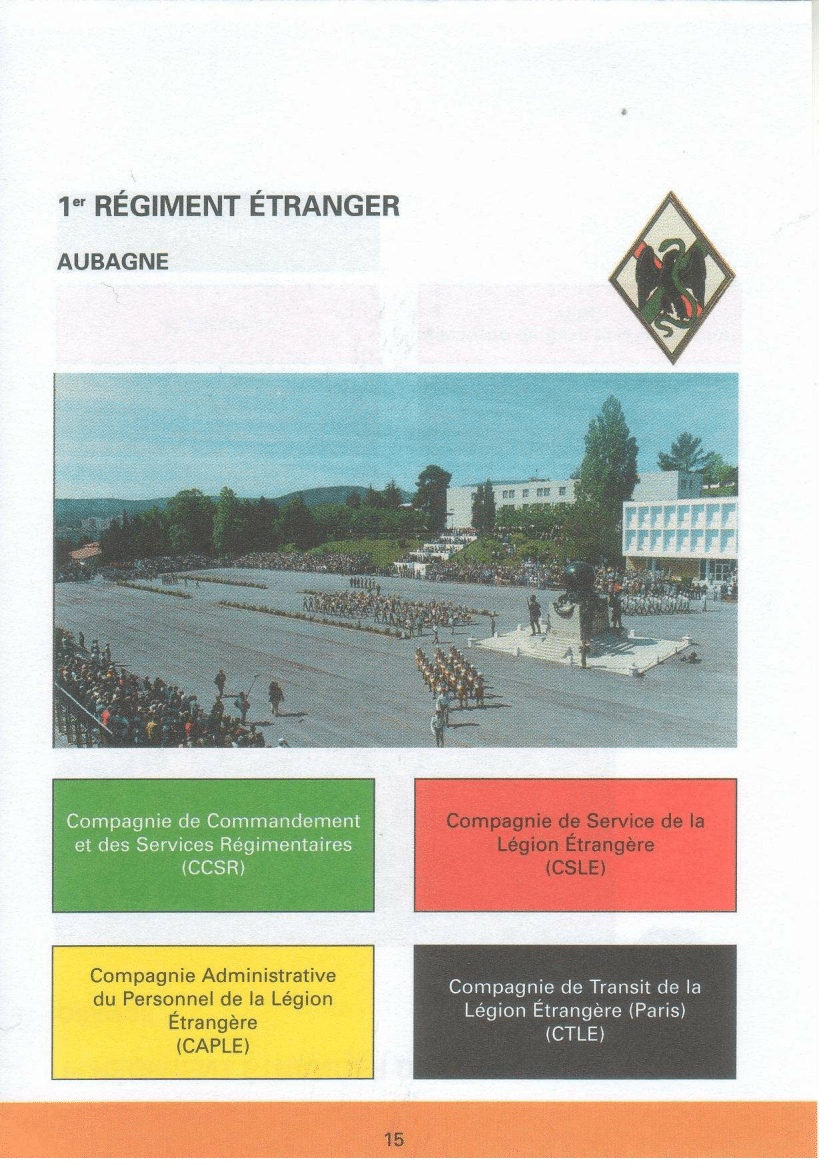 1er RÉGIMENT ÉTRANGER
AUBAGNE
Compagnie de Commandement
et des Services Régimentaires
(CCSR)
Compagnie de Service de la
Légion Étrangère
(CSLE)
Compagnie Administrative
du Personnel de la Légion
Étrangère
(CAPLE)
Compagnie de Transit de la
Légion Étrangère (Paris)
(CTLE)
15